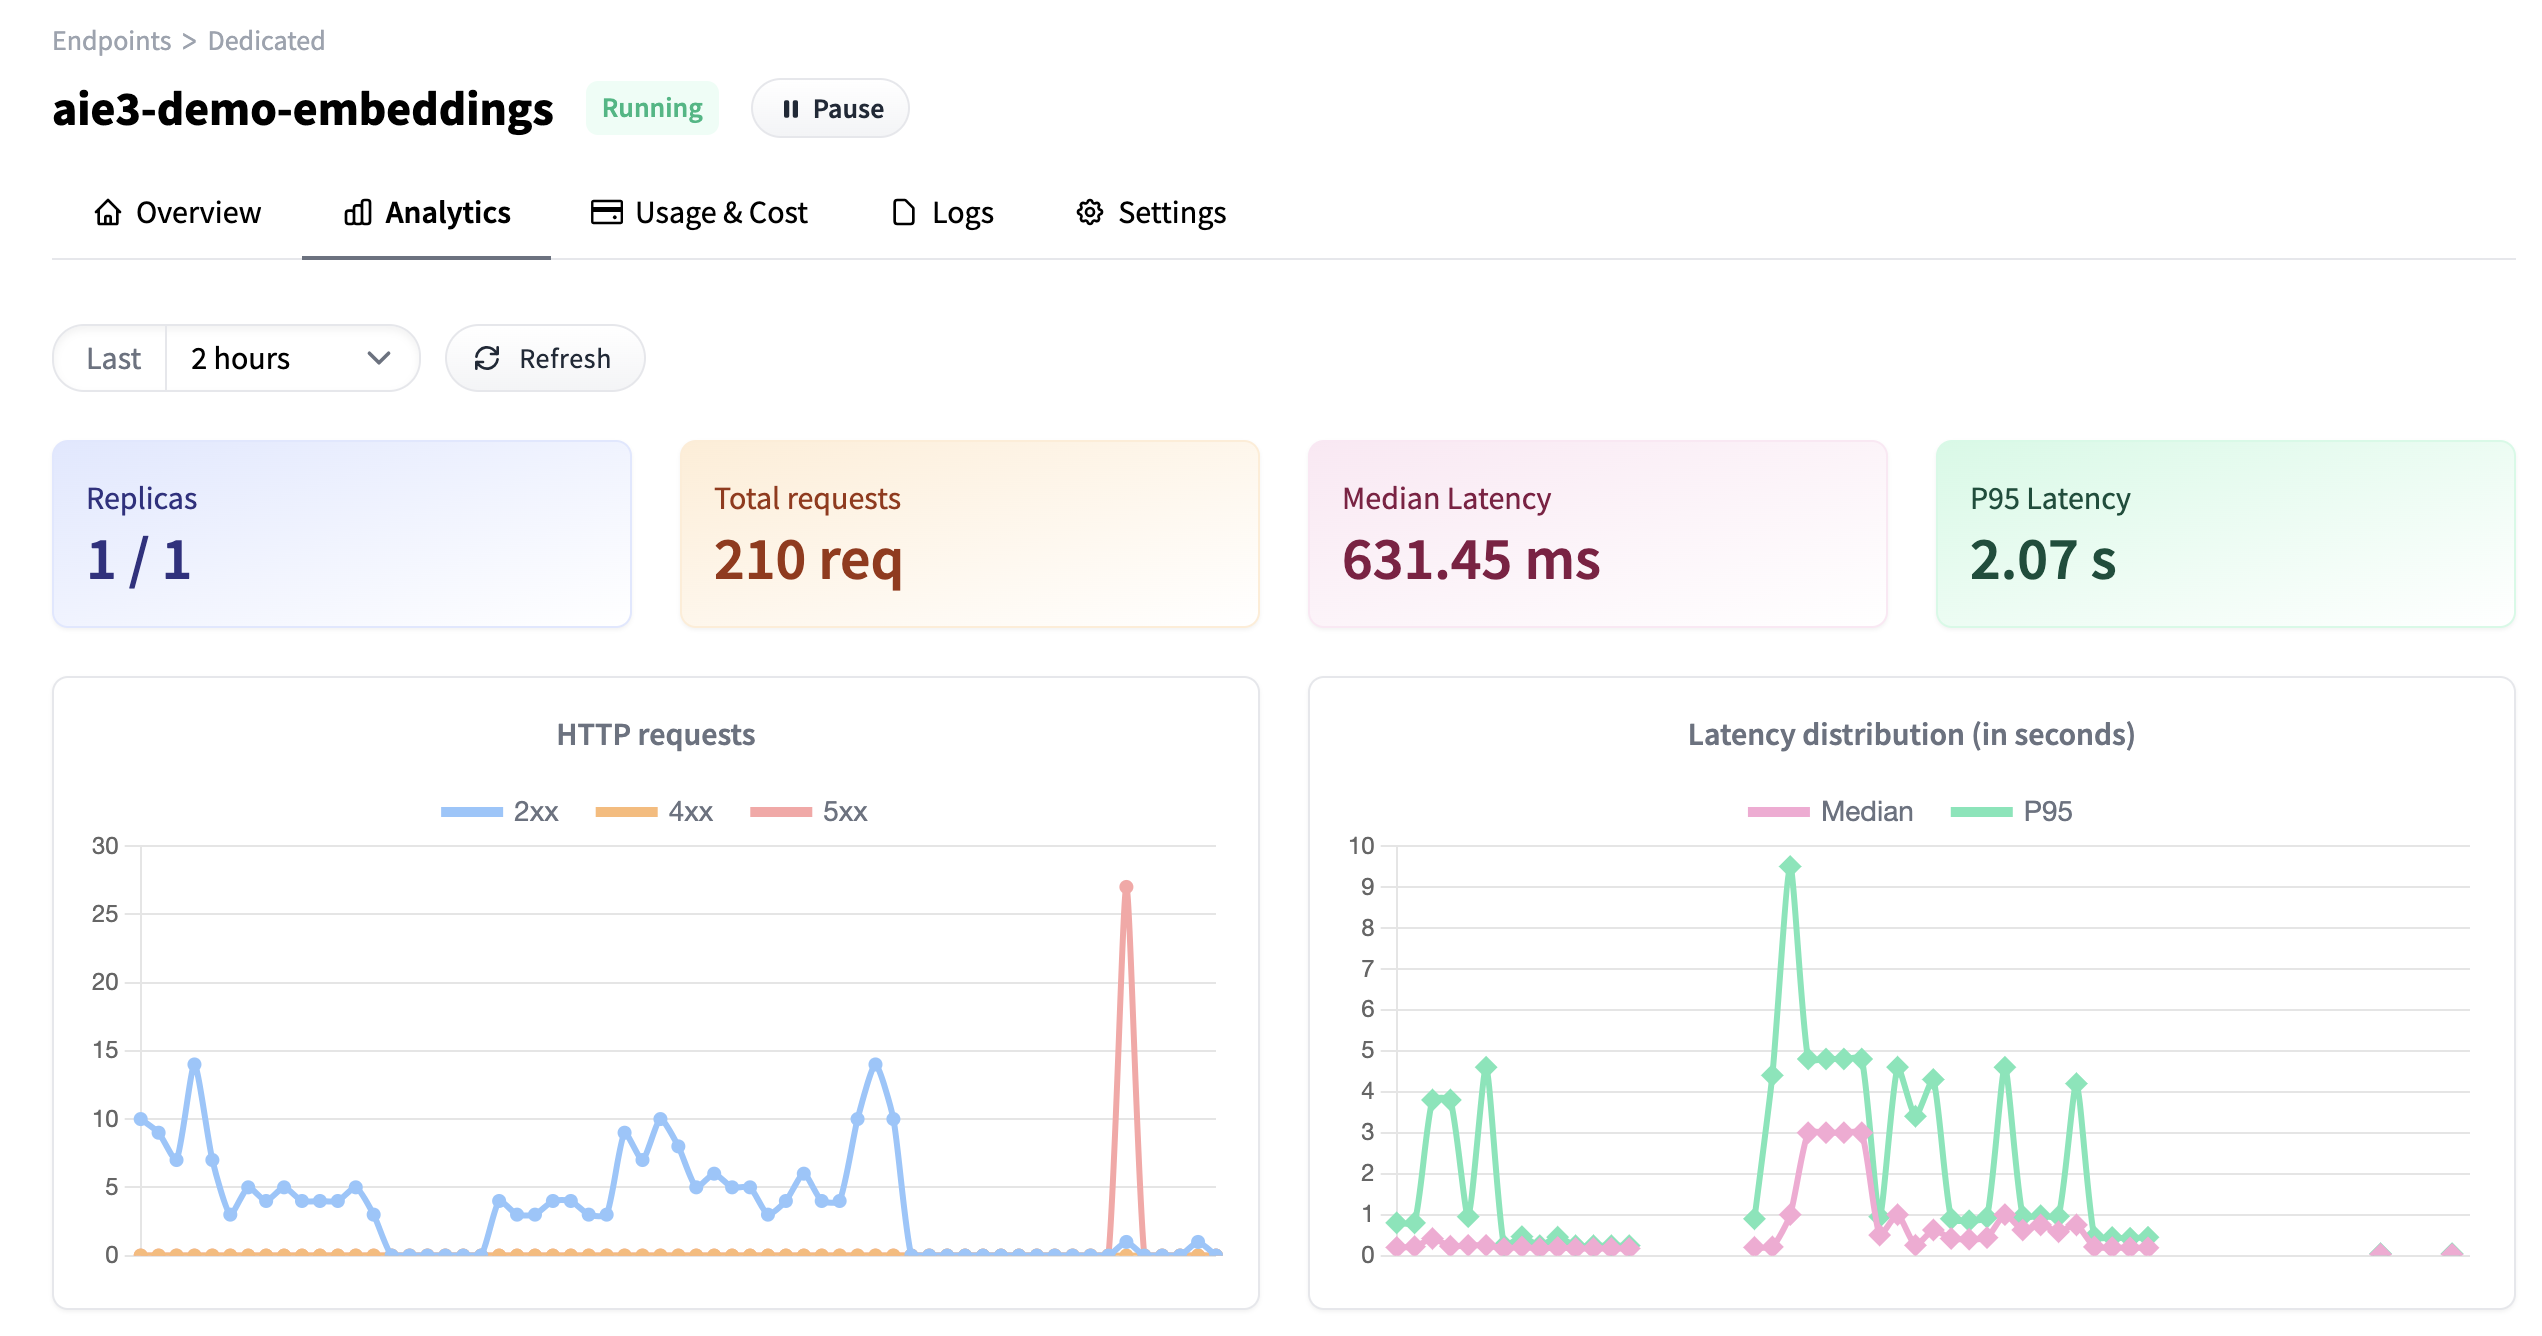 Endpoints > Dedicated
aie3-demo-embeddings Running Pause
Overview Analytics Usage & Cost Logs Settings
Last 2 hours Refresh
Replicas
1 / 1
Total requests
210 req
Median Latency
631.45 ms
P95 Latency
2.07 s
HTTP requests
2xx 4xx 5xx
30
25
20
15
10
5
0
Latency distribution (in seconds)
Median P95
10
9
8
7
6
5
4
3
2
1
0